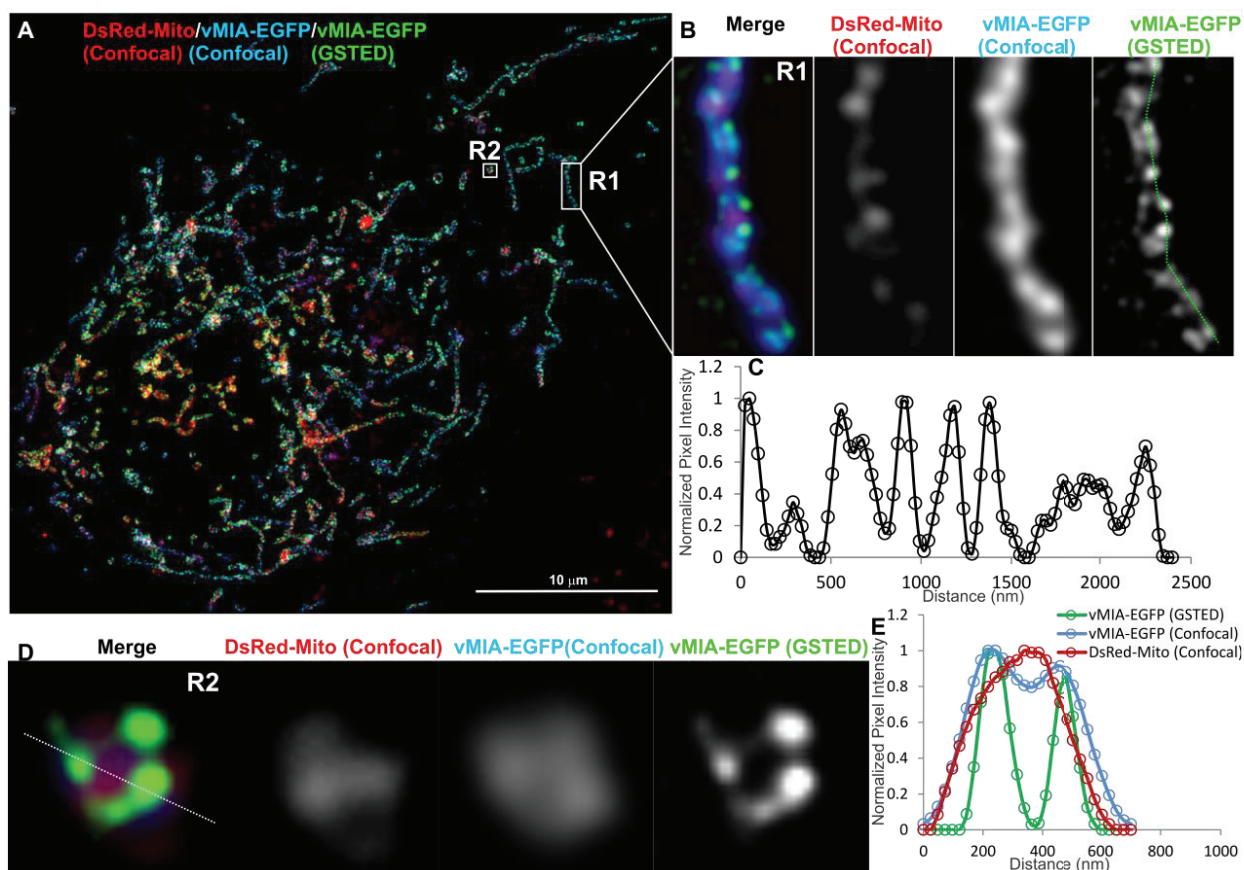 A
DsRed-Mito/vMIA-EGFP/vMIA-EGFP
(Confocal) (Confocal) (GSTED)
R2
R1
10 μm
B
Merge DsRed-Mito vMIA-EGFP vMIA-EGFP
(Confocal) (Confocal) (GSTED)
R1
C
Normalized Pixel Intensity
1.2
1
0.8
0.6
0.4
0.2
0
0 500 1000 1500 2000 2500
Distance (nm)
D
Merge DsRed-Mito (Confocal) vMIA-EGFP(Confocal) vMIA-EGFP (GSTED)
R2
E
vMIA-EGFP (GSTED)
vMIA-EGFP (Confocal)
DsRed-Mito (Confocal)
Normalized Pixel Intensity
1.2
1
0.8
0.6
0.4
0.2
0
0 200 400 600 800 1000
Distance (nm)